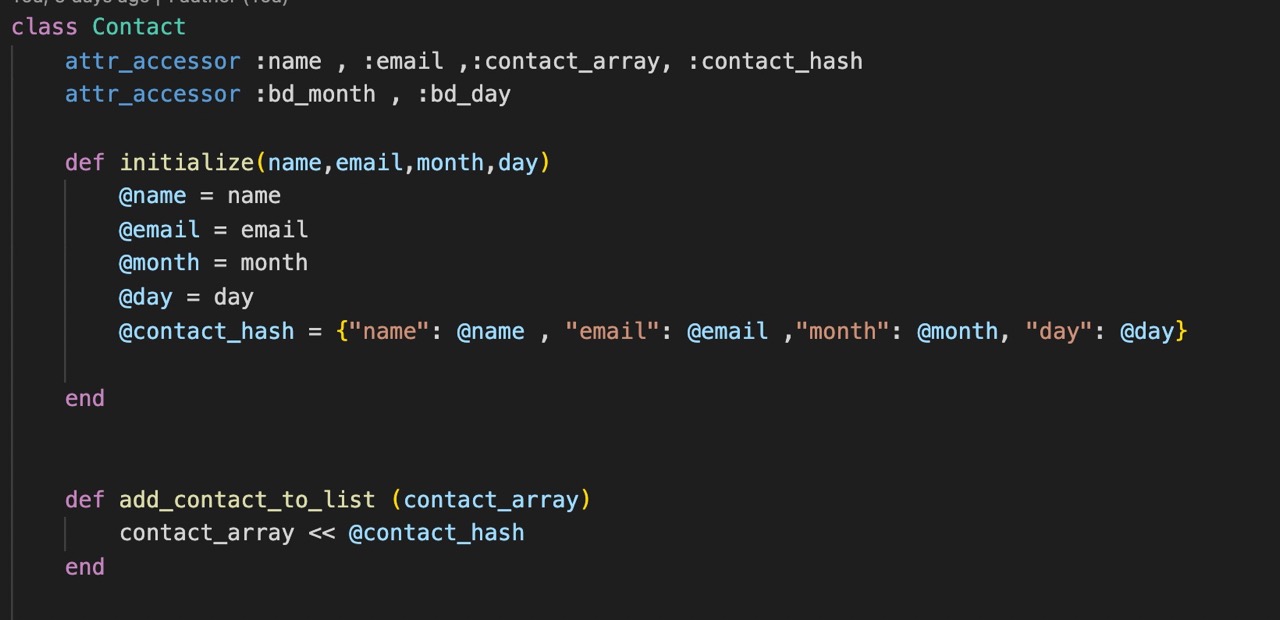 class Contact
attr_accessor :name , :email ,:contact_array, :contact_hash
attr_accessor :bd_month , :bd_day
def initialize(name,email,month,day)
@name = name
@email = email
@month = month
@day = day
@contact_hash = {"name": @name , "email": @email ,"month": @month, "day": @day}
end
def add_contact_to_list (contact_array)
contact_array << @contact_hash
end